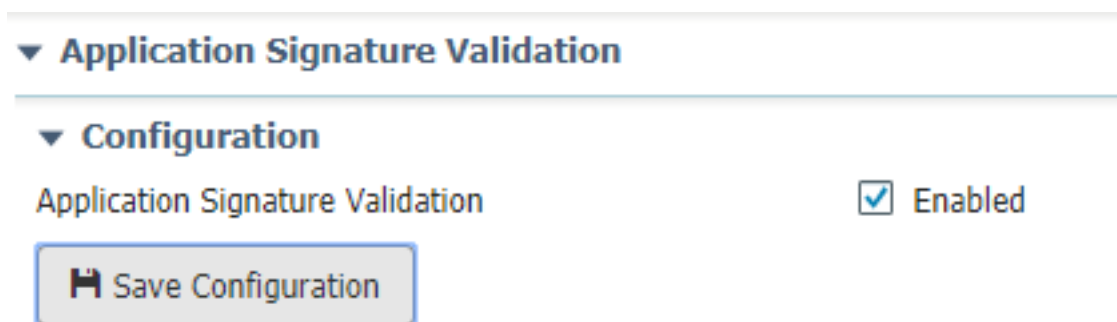 Application Signature Validation
Configuration
Application Signature Validation Enabled
Save Configuration